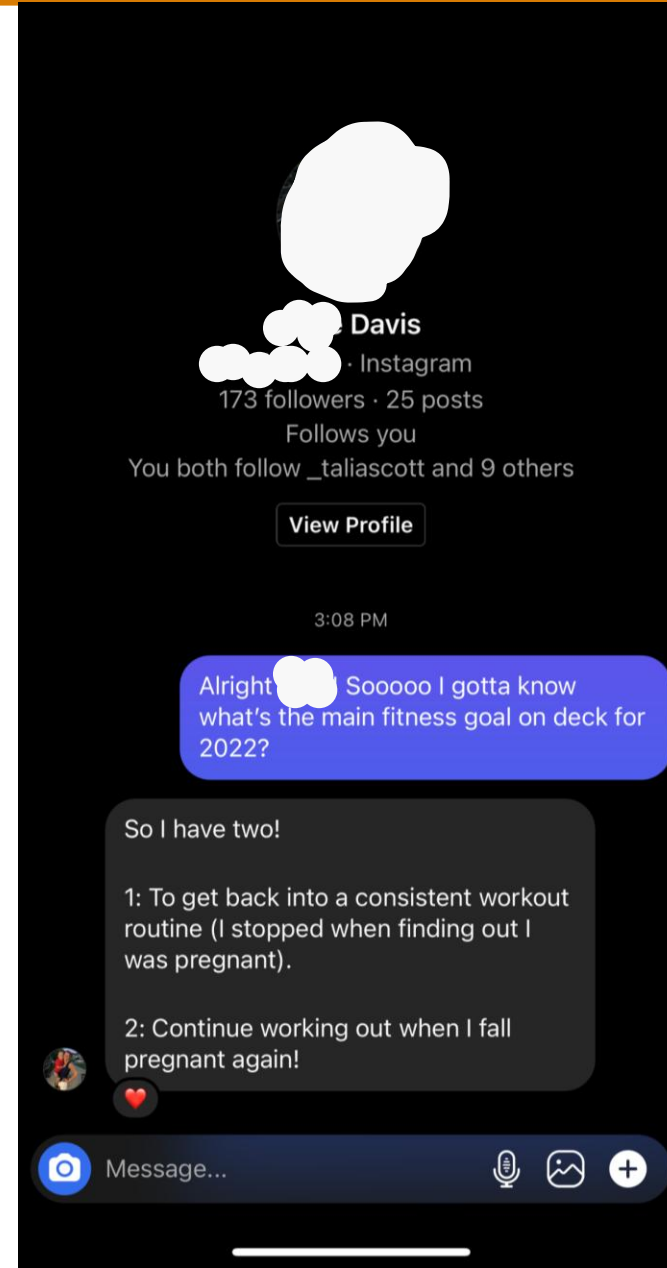 Davis
· Instagram
173 followers · 25 posts
Follows you
You both follow _taliascott and 9 others
View Profile
3:08 PM
Alright Sooooo I gotta know
what's the main fitness goal on deck for
2022?
So I have two!
1: To get back into a consistent workout
routine (I stopped when finding out I
was pregnant).
2: Continue working out when I fall
pregnant again!
Message...